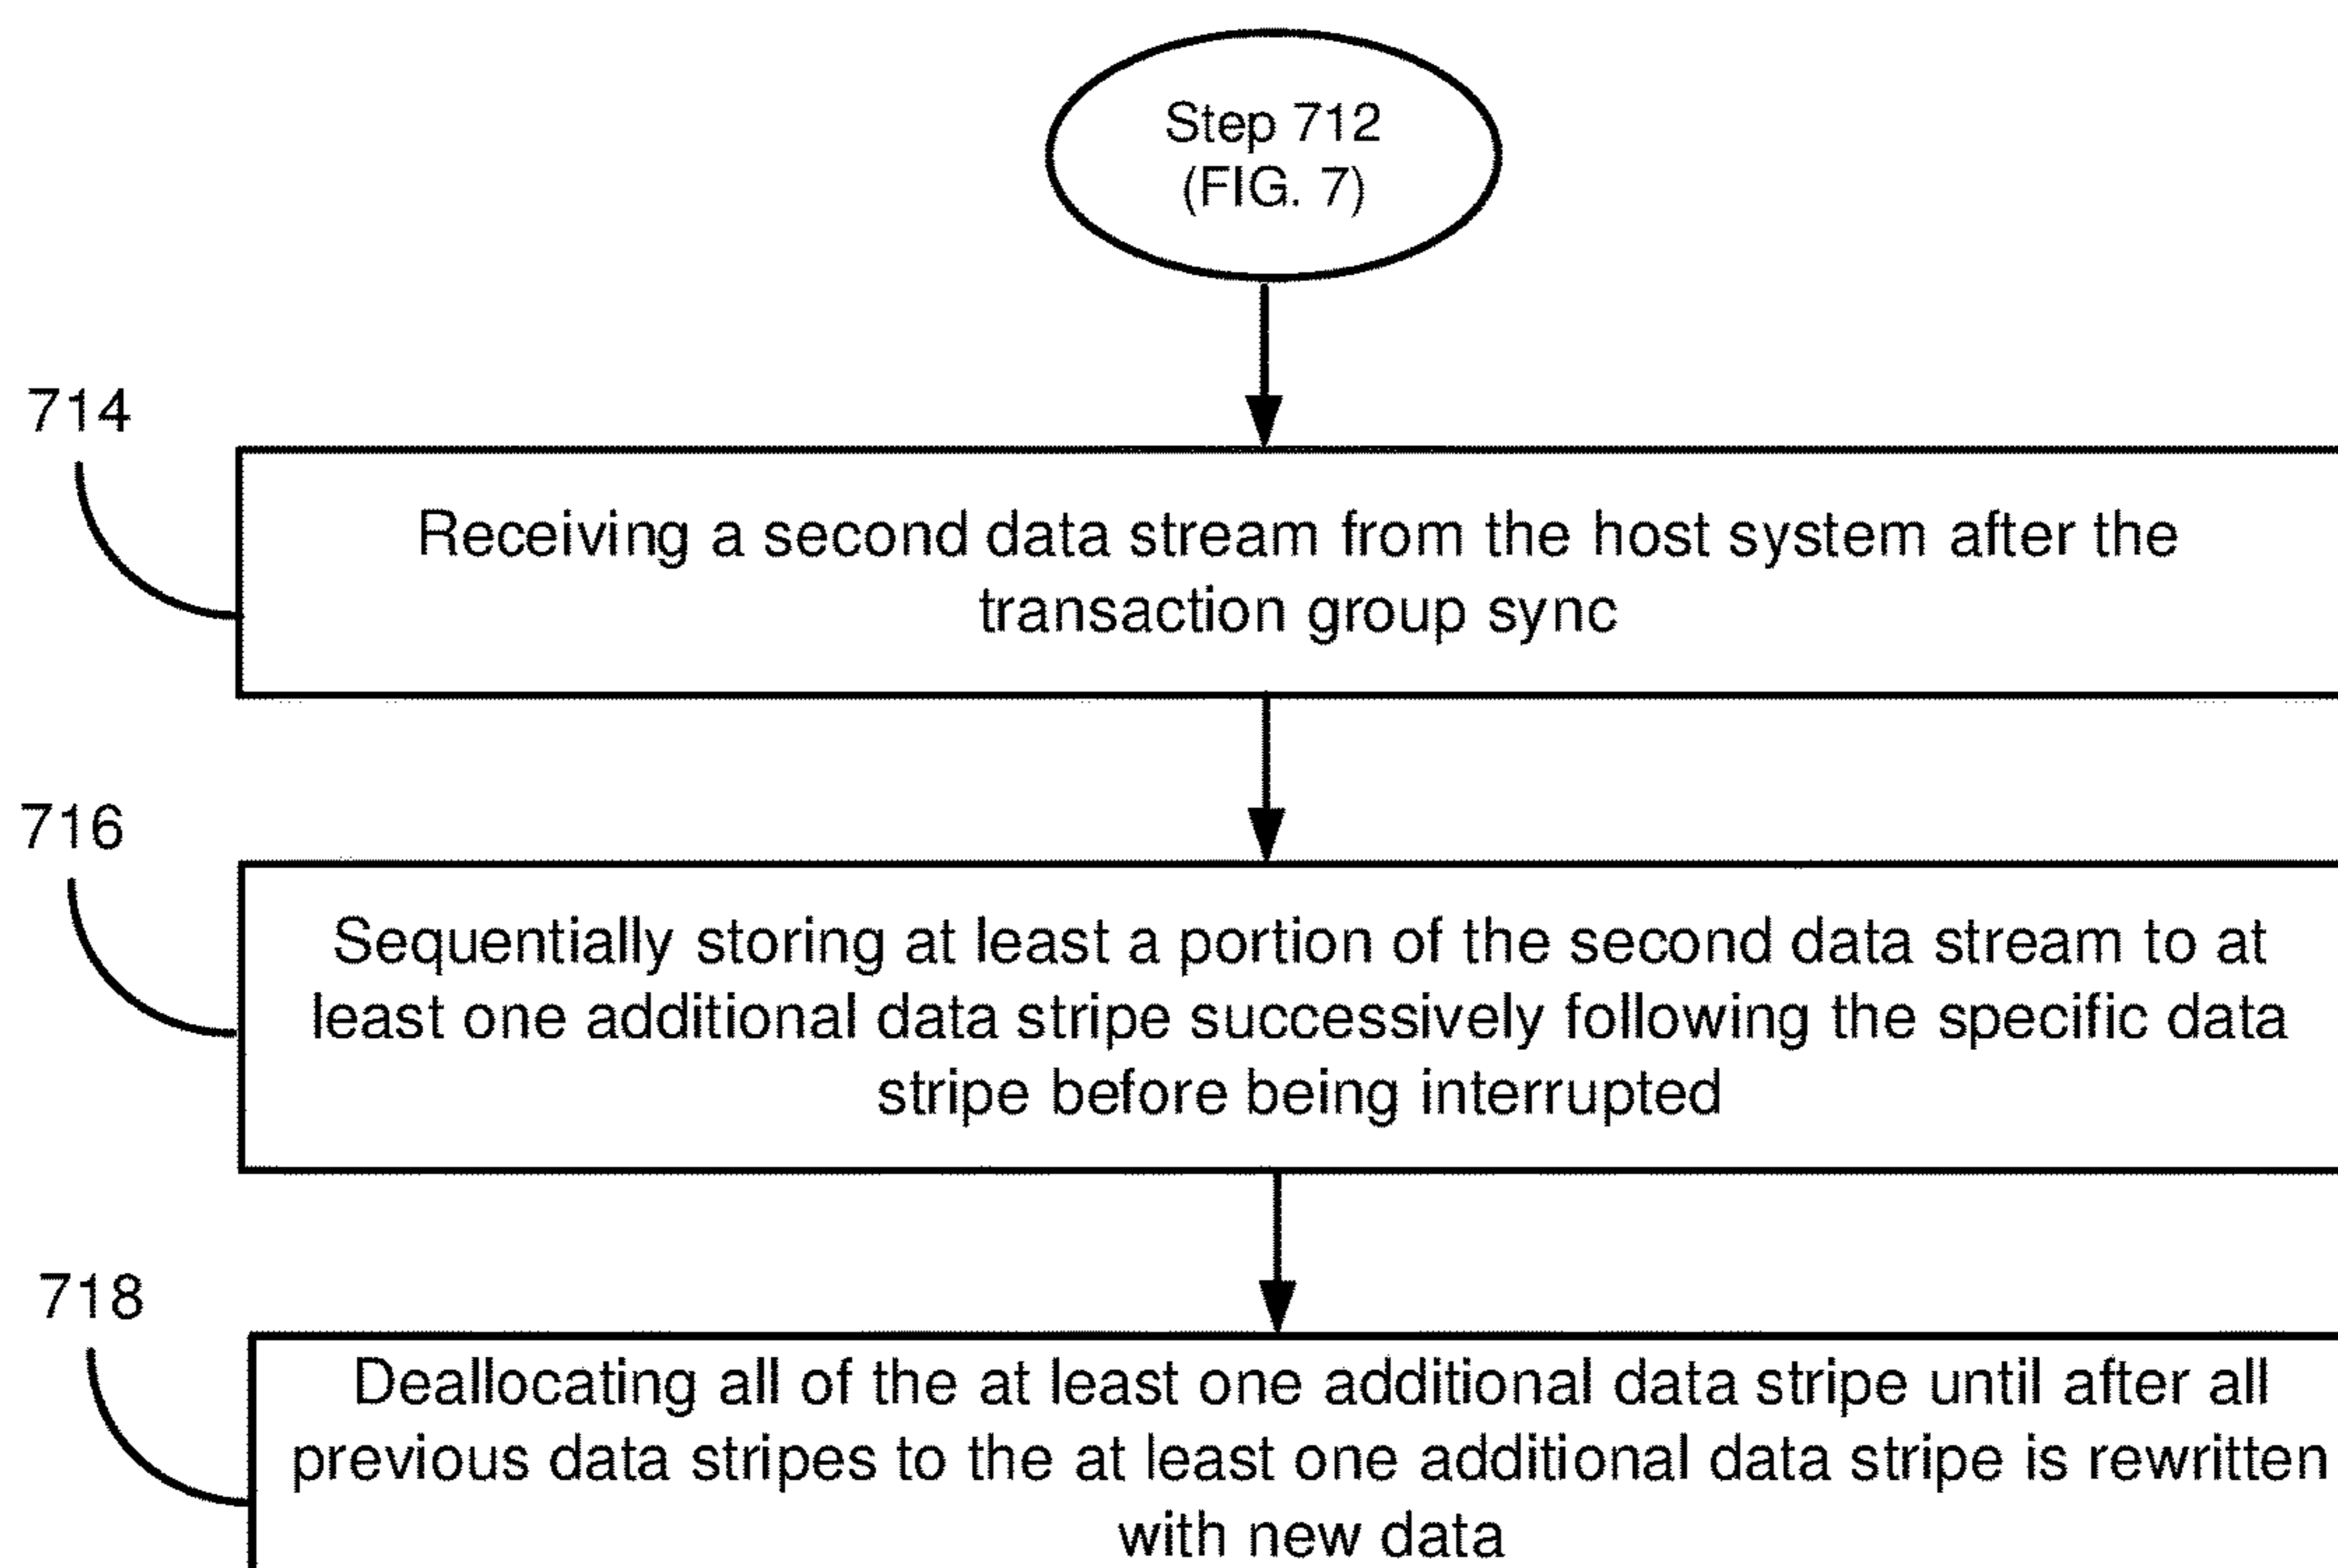 Step 712
(FIG. 7)
714
Receiving a second data stream from the host system after the
transaction group sync
716
Sequentially storing at least a portion of the second data stream to at
least one additional data stripe successively following the specific data
stripe before being interrupted
718
Deallocating all of the at least one additional data stripe until after all
previous data stripes to the at least one additional data stripe is rewritten
with new data